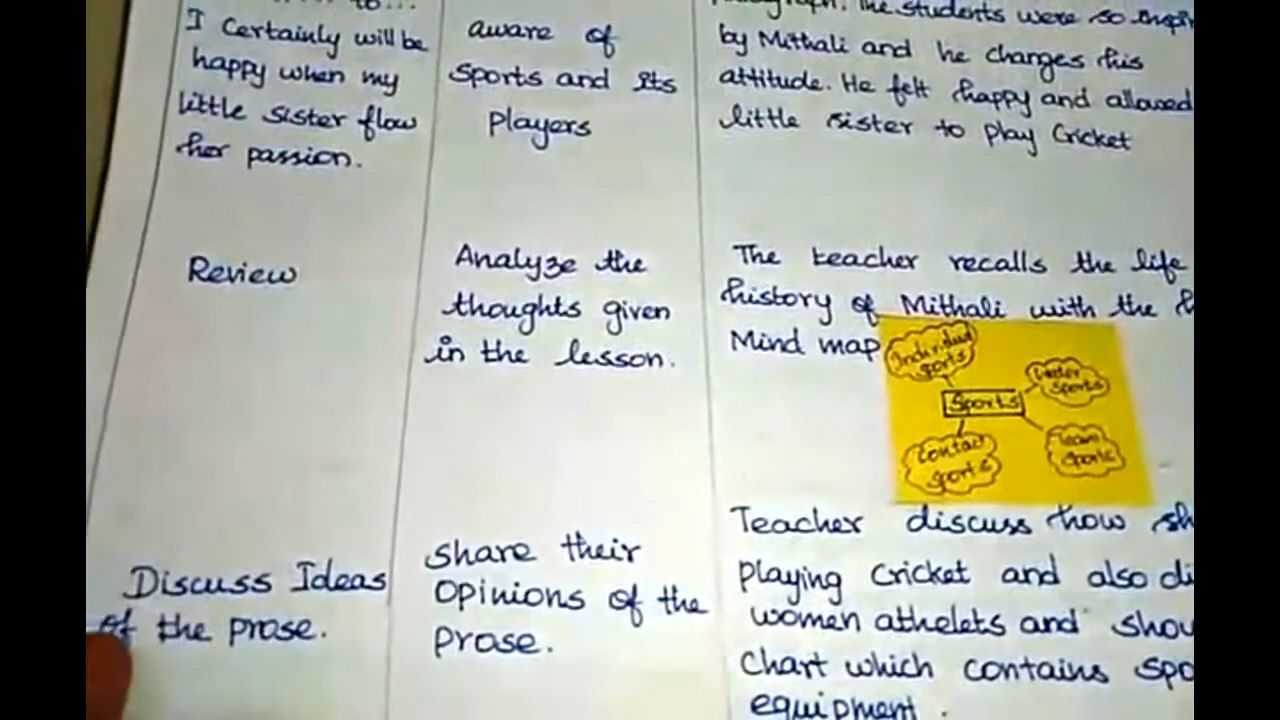 I Certainly will be
happy when my
little sister flow
her passion.
aware of
sports and its
players
by Mithali and he changes his
attitude. He felt happy and allowed
little sister to play Cricket
Review
Analyze the
thoughts given
in the lesson.
The teacher recalls the life
history of Mithali with the
Mind map
Individual
sports
Sports
sports
Contact
sports
Team
sports
Discuss Ideas
of the prose.
share their
Opinions of the
prose.
Teacher discuss how
playing cricket and also
women athelets and
Chart which contains
equipment.